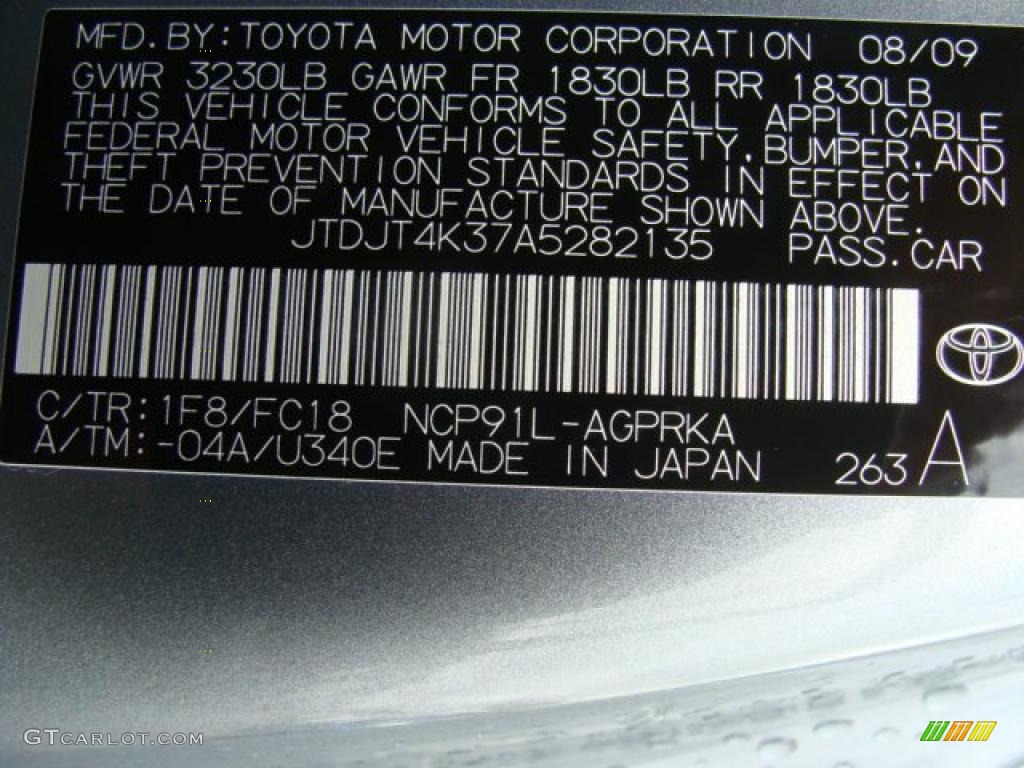 MFD. BY: TOYOTA MOTOR CORPORATION 08/09
GVWR 3230LB GAWR FR 1830LB RR 1830LB
THIS VEHICLE CONFORMS TO ALL APPLICABLE
FEDERAL MOTOR VEHICLE SAFETY, BUMPER, AND
THEFT PREVENTION STANDARDS IN EFFECT ON
THE DATE OF MANUFACTURE SHOWN ABOVE.
JTDJT4K37A5282135 PASS. CAR
C/TR: 1F8/FC18 NCP91L-AGPRKA
A/TM: -04A/U340E MADE IN JAPAN 263 A
GTCARLOT.COM